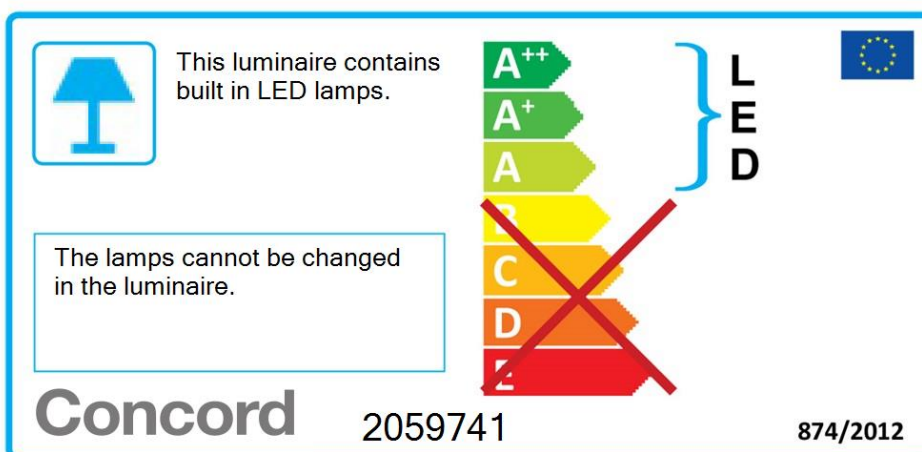 This luminaire contains
built in LED lamps.
A++
A+
A
B
C
D
E
L
E
D
The lamps cannot be changed
in the luminaire.
Concord
2059741
874/2012